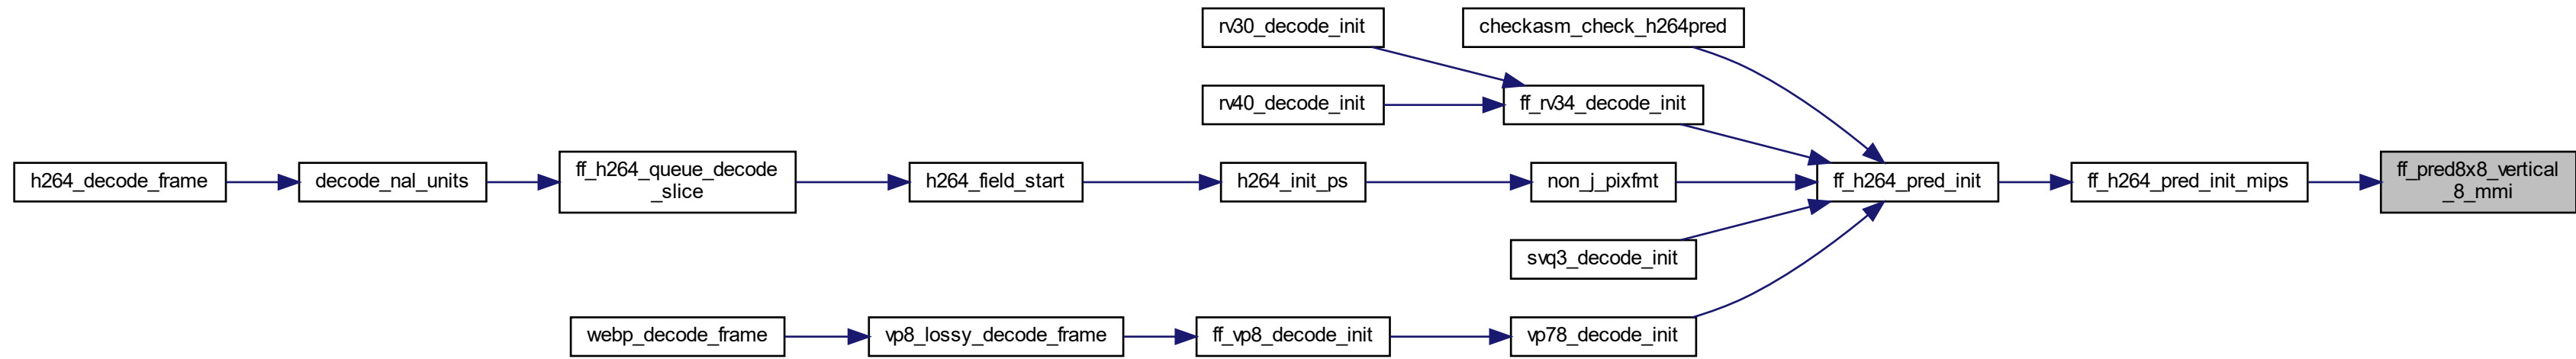 rv30_decode_init
checkasm_check_h264pred
rv40_decode_init
ff_rv34_decode_init
h264_decode_frame
decode_nal_units
ff_h264_queue_decode
_slice
h264_field_start
h264_init_ps
non_j_pixfmt
ff_h264_pred_init
ff_h264_pred_init_mips
ff_pred8x8_vertical
_8_mmi
svq3_decode_init
webp_decode_frame
vp8_lossy_decode_frame
ff_vp8_decode_init
vp78_decode_init